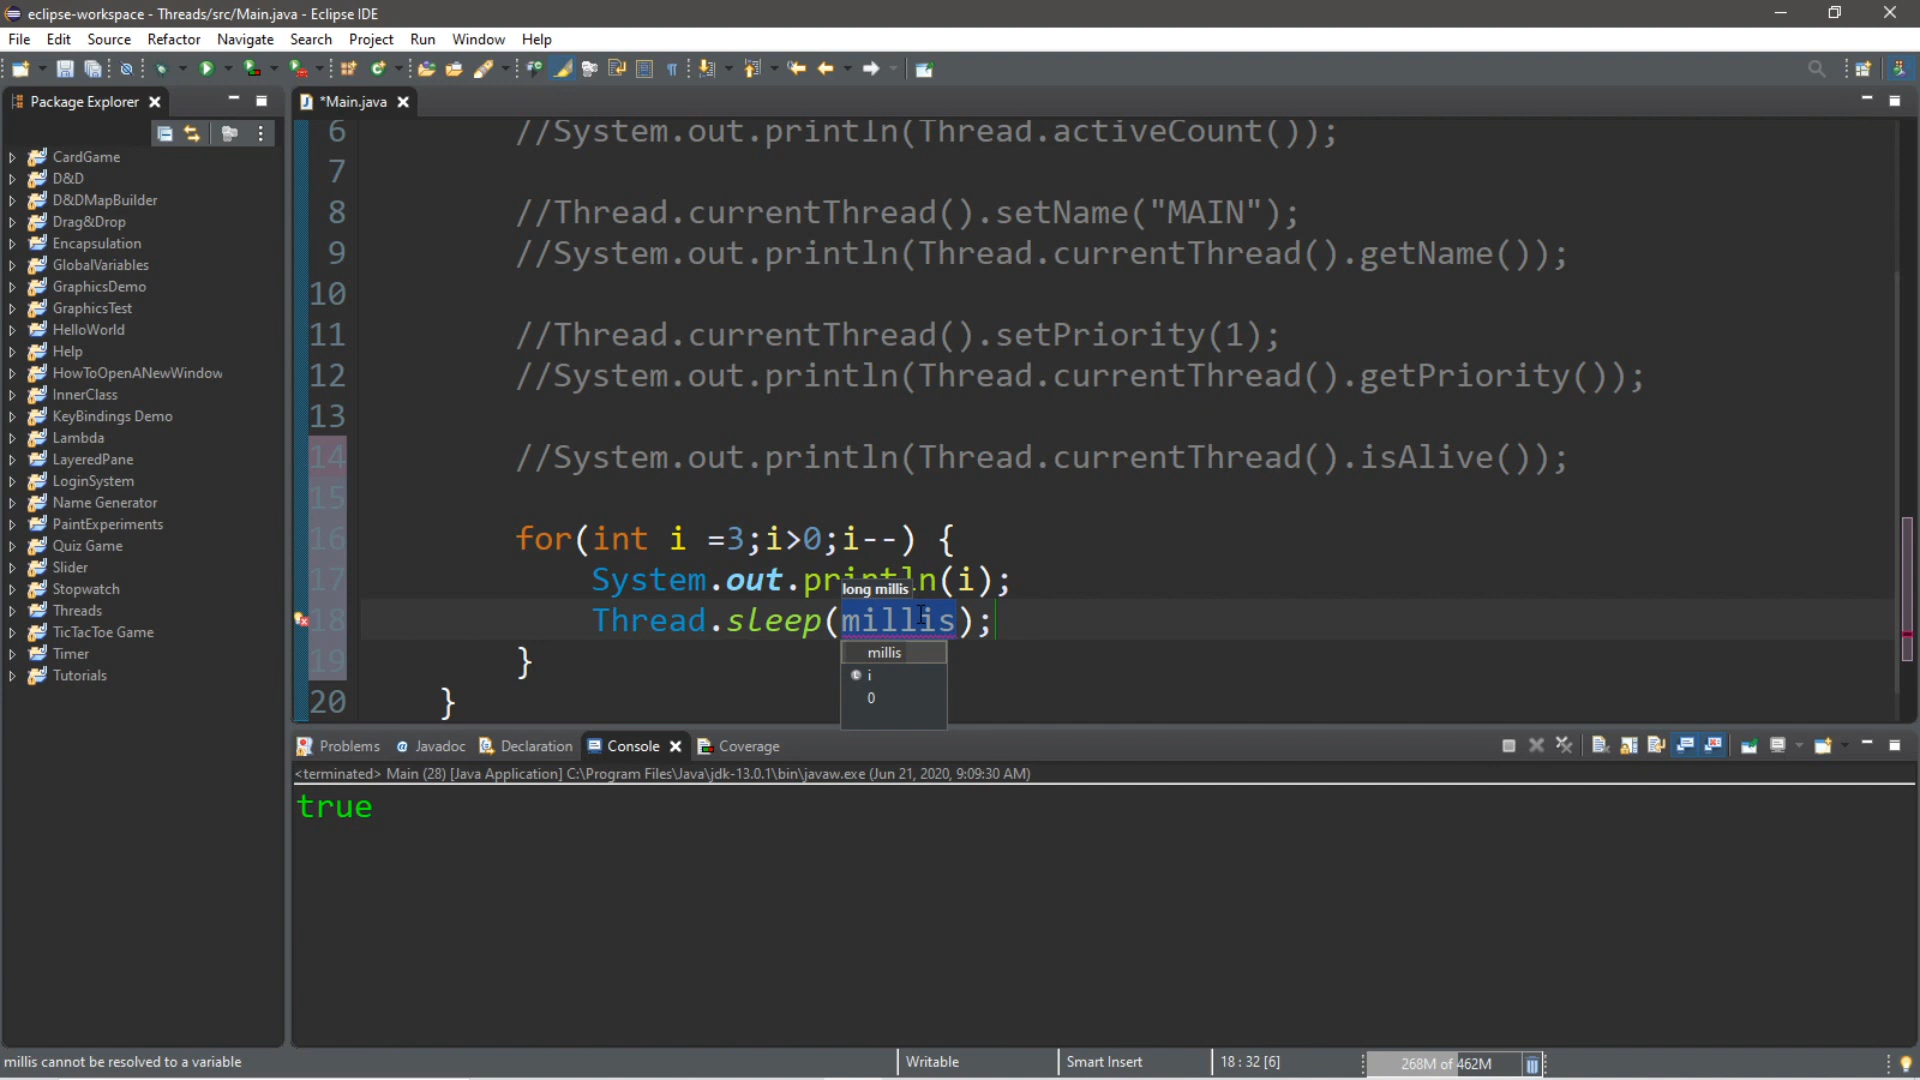 eclipse-workspace - Threads/src/Main.java - Eclipse IDE
File Edit Source Refactor Navigate Search Project Run Window Help
Package Explorer
*Main.java
CardGame
D&D
D&DMapBuilder
Drag&Drop
Encapsulation
GlobalVariables
GraphicsDemo
GraphicsTest
HelloWorld
Help
HowToOpenANewWindow
InnerClass
KeyBindings Demo
Lambda
LayeredPane
LoginSystem
Name Generator
PaintExperiments
Quiz Game
Slider
Stopwatch
Threads
TicTacToe Game
Timer
Tutorials
6 //System.out.println(Thread.activeCount());
7
8 //Thread.currentThread().setName("MAIN");
9 //System.out.println(Thread.currentThread().getName());
10
11 //Thread.currentThread().setPriority(1);
12 //System.out.println(Thread.currentThread().getPriority());
13
14 //System.out.println(Thread.currentThread().isAlive());
15
16 for(int i =3;i>0;i--) {
17 System.out.println(i);
long millis
18 Thread.sleep(millis);
19 }
20 }
millis
i
0
Problems Javadoc Declaration Console Coverage
<terminated> Main (28) [Java Application] C:\Program Files\Java\jdk-13.0.1\bin\javaw.exe (Jun 21, 2020, 9:09:30 AM)
true
millis cannot be resolved to a variable
Writable
Smart Insert
18 : 32 [6]
268M of 462M